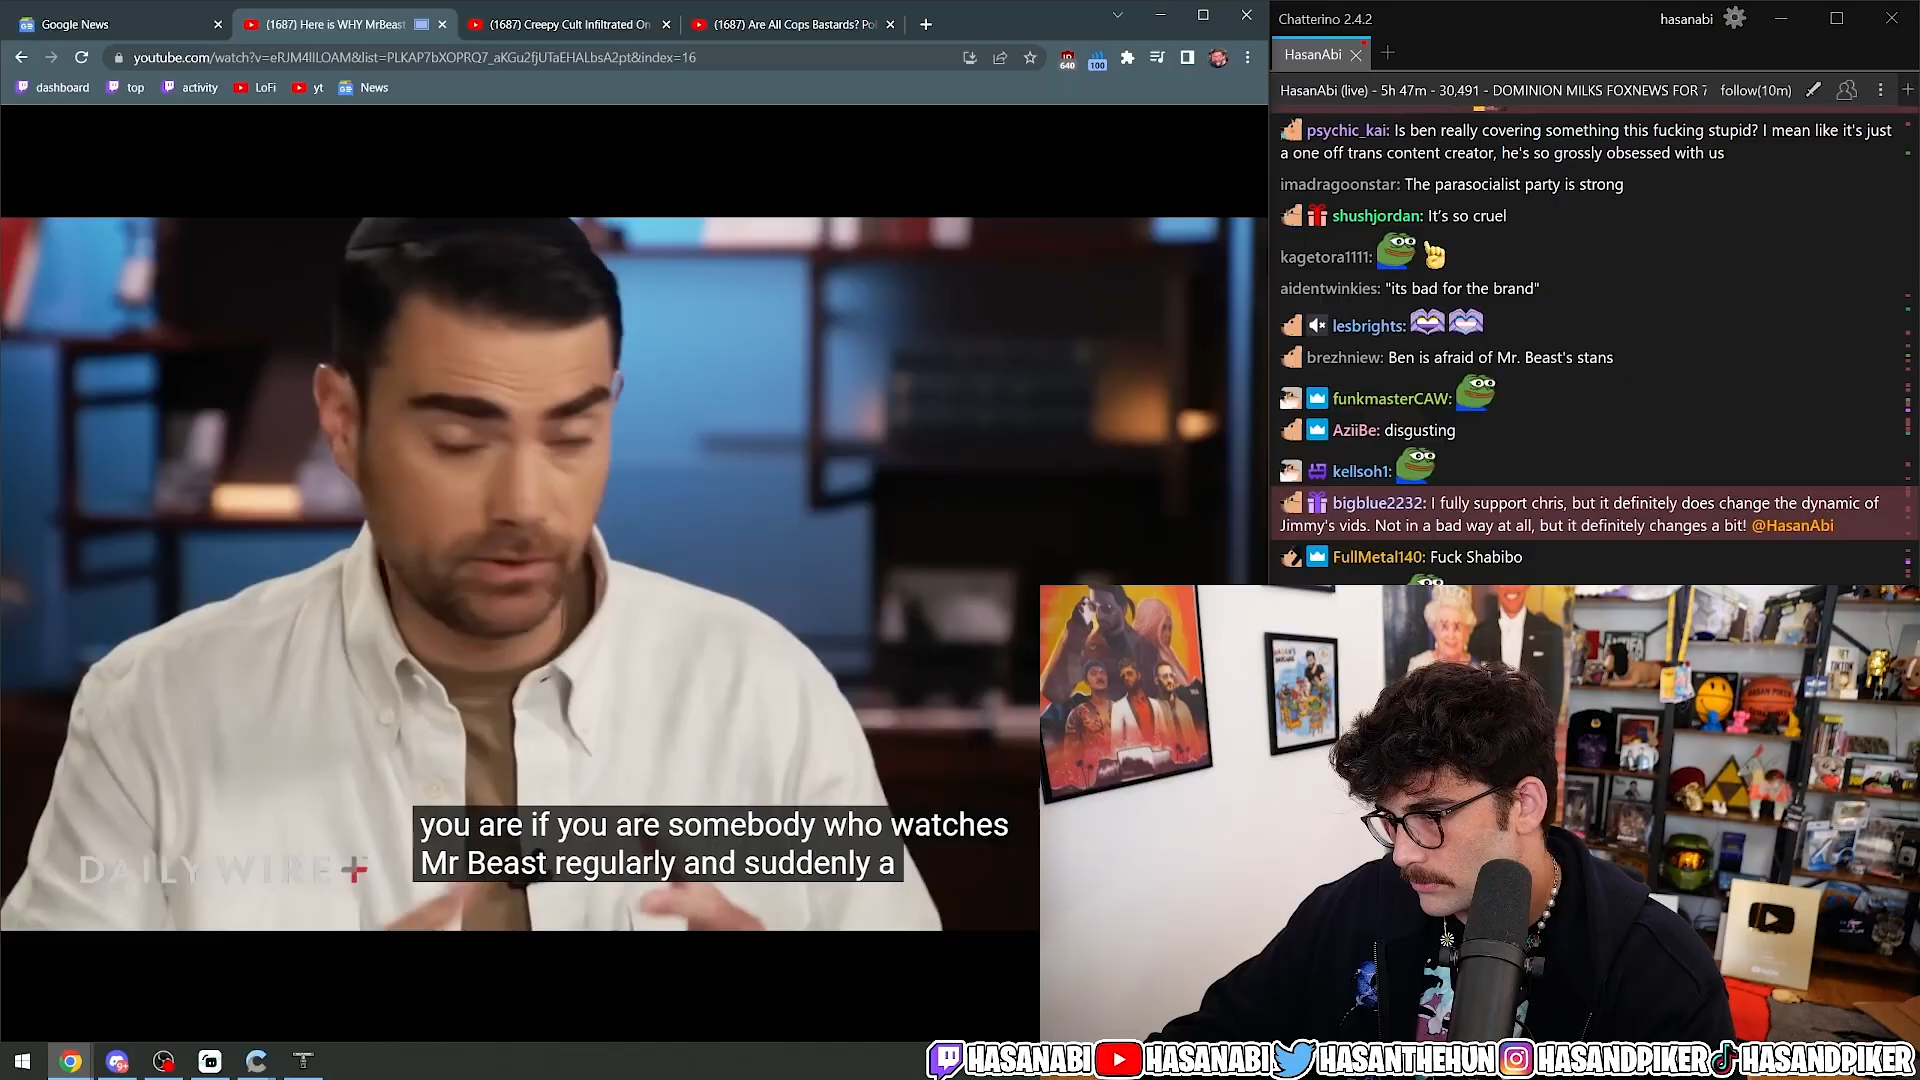 Google News
(1687) Here is WHY MrBeast
(1687) Creepy Cult Infiltrated On
(1687) Are All Cops Bastards? Pol
youtube.com/watch?v=eRJM4lILOAM&list=PLKAP7bXOPRQ7_aKGu2fjUTaEHALbsA2pt&index=16
640
100
dashboard
top
activity
LoFi
yt
News
DAILY WIRE+
you are if you are somebody who watches
Mr Beast regularly and suddenly a
Chatterino 2.4.2
hasanabi
HasanAbi
HasanAbi (live) - 5h 47m - 30,491 - DOMINION MILKS FOXNEWS FOR 7
follow(10m)
psychic_kai: Is ben really covering something this fucking stupid? I mean like it's just
a one off trans content creator, he's so grossly obsessed with us
imadragoonstar: The parasocialist party is strong
shushjordan: It's so cruel
kagetora1111:
aidentwinkies: "its bad for the brand"
lesbrights:
brezhniew: Ben is afraid of Mr. Beast's stans
funkmasterCAW:
AziiBe: disgusting
kellsoh1:
bigblue2232: I fully support chris, but it definitely does change the dynamic of
Jimmy's vids. Not in a bad way at all, but it definitely changes a bit! @HasanAbi
FullMetal140: Fuck Shabibo
HASAN PIKER
HASANABI
HASANABI
HASANTHEHUN
HASANDPIKER
HASANDPIKER